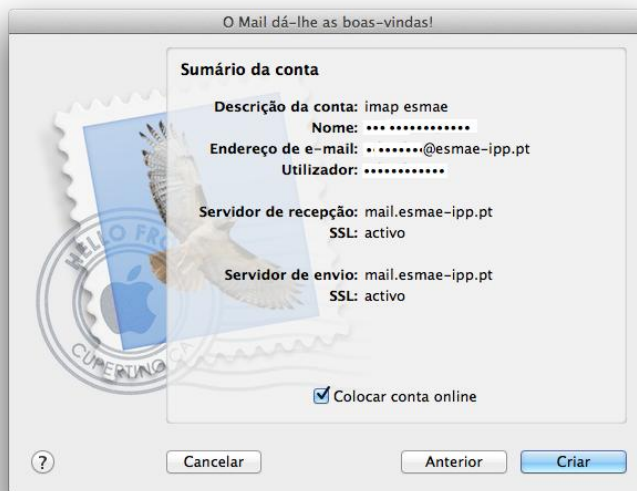 O Mail dá-lhe as boas-vindas!
Sumário da conta
Descrição da conta: imap esmae
Nome:
Endereço de e-mail: @esmae-ipp.pt
Utilizador:
Servidor de recepção: mail.esmae-ipp.pt
SSL: activo
Servidor de envio: mail.esmae-ipp.pt
SSL: activo
HELLO FRO
CUPERTINO CA
Colocar conta online
?
Cancelar
Anterior
Criar